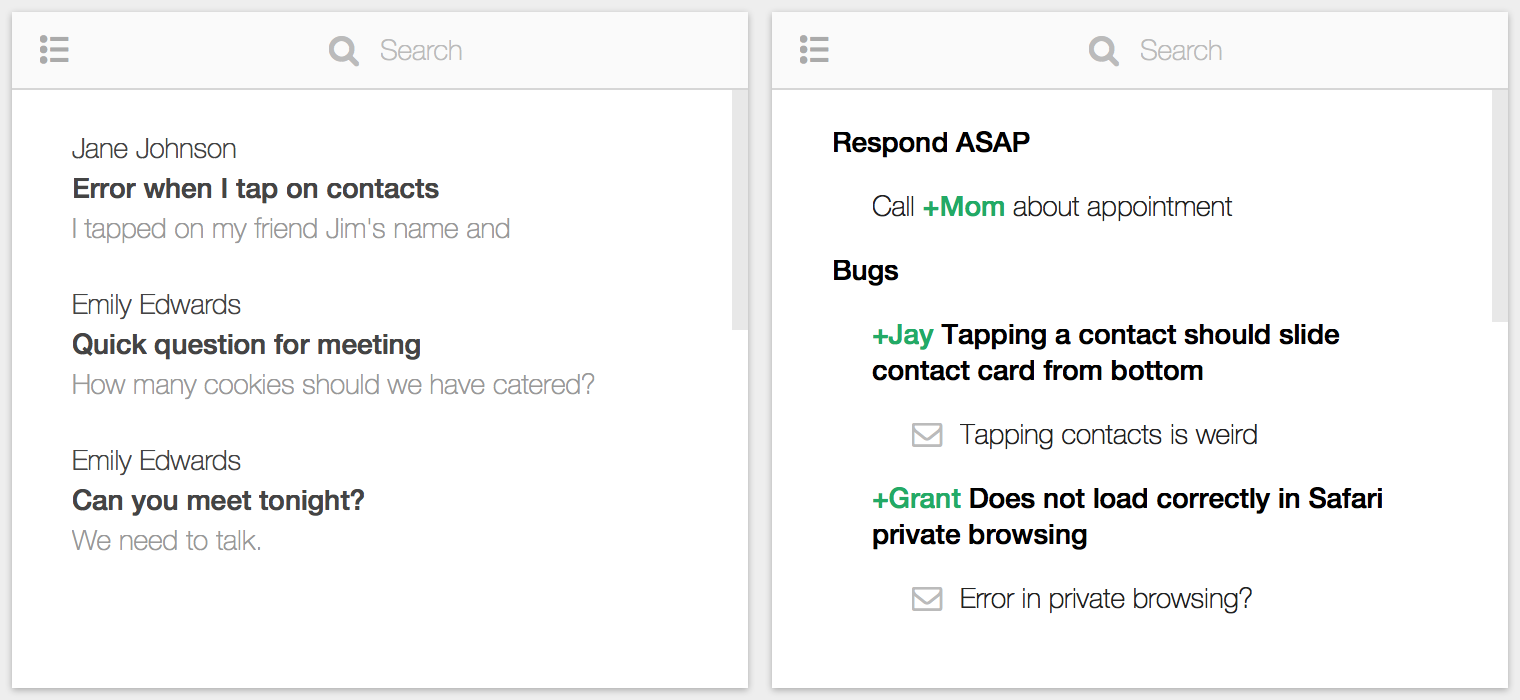 Search
Jane Johnson
Error when I tap on contacts
I tapped on my friend Jim's name and
Emily Edwards
Quick question for meeting
How many cookies should we have catered?
Emily Edwards
Can you meet tonight?
We need to talk.
Search
Respond ASAP
Call +Mom about appointment
Bugs
+Jay Tapping a contact should slide
contact card from bottom
Tapping contacts is weird
+Grant Does not load correctly in Safari
private browsing
Error in private browsing?